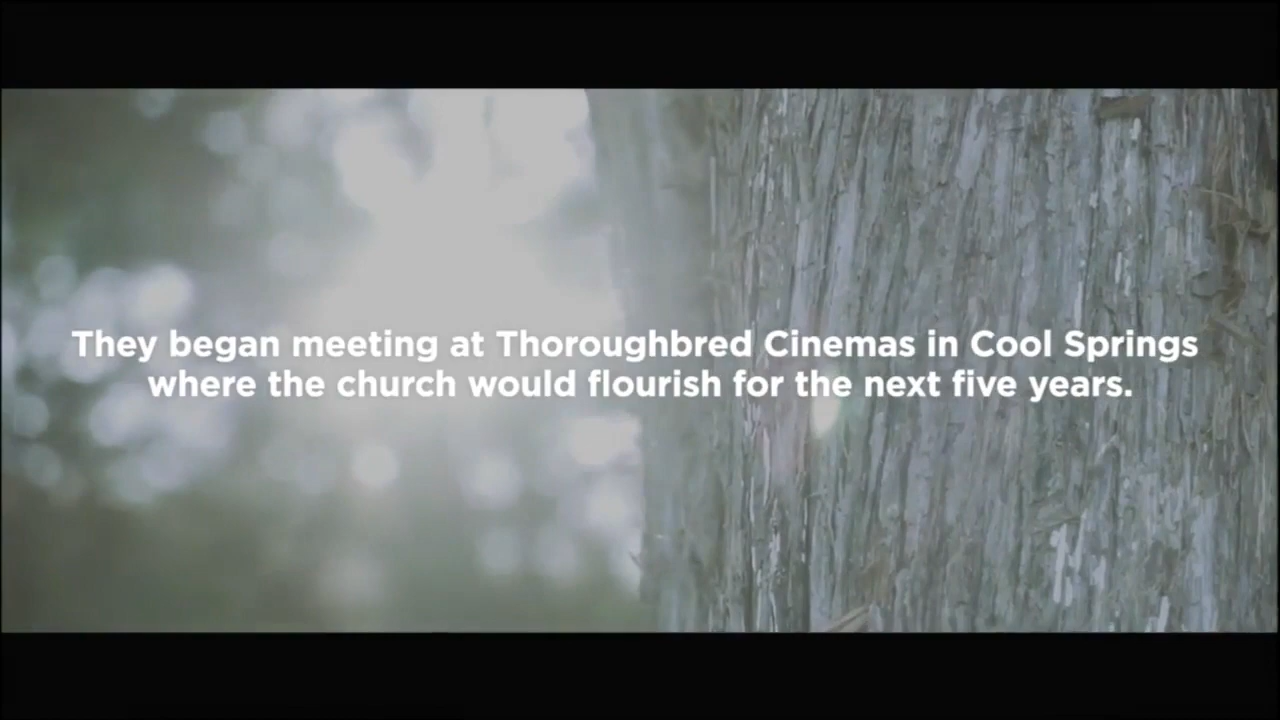 They began meeting at Thoroughbred Cinemas in Cool Springs
where the church would flourish for the next five years.